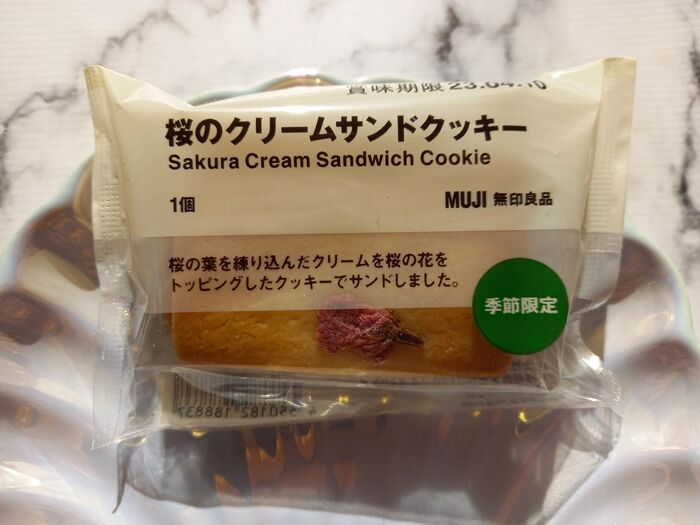 賞味期限 23.04.10
桜のクリームサンドクッキー
Sakura Cream Sandwich Cookie
1個
MUJI 無印良品
桜の葉を練り込んだクリームを桜の花を
トッピングしたクッキーでサンドしました。
季節限定
4550182188837